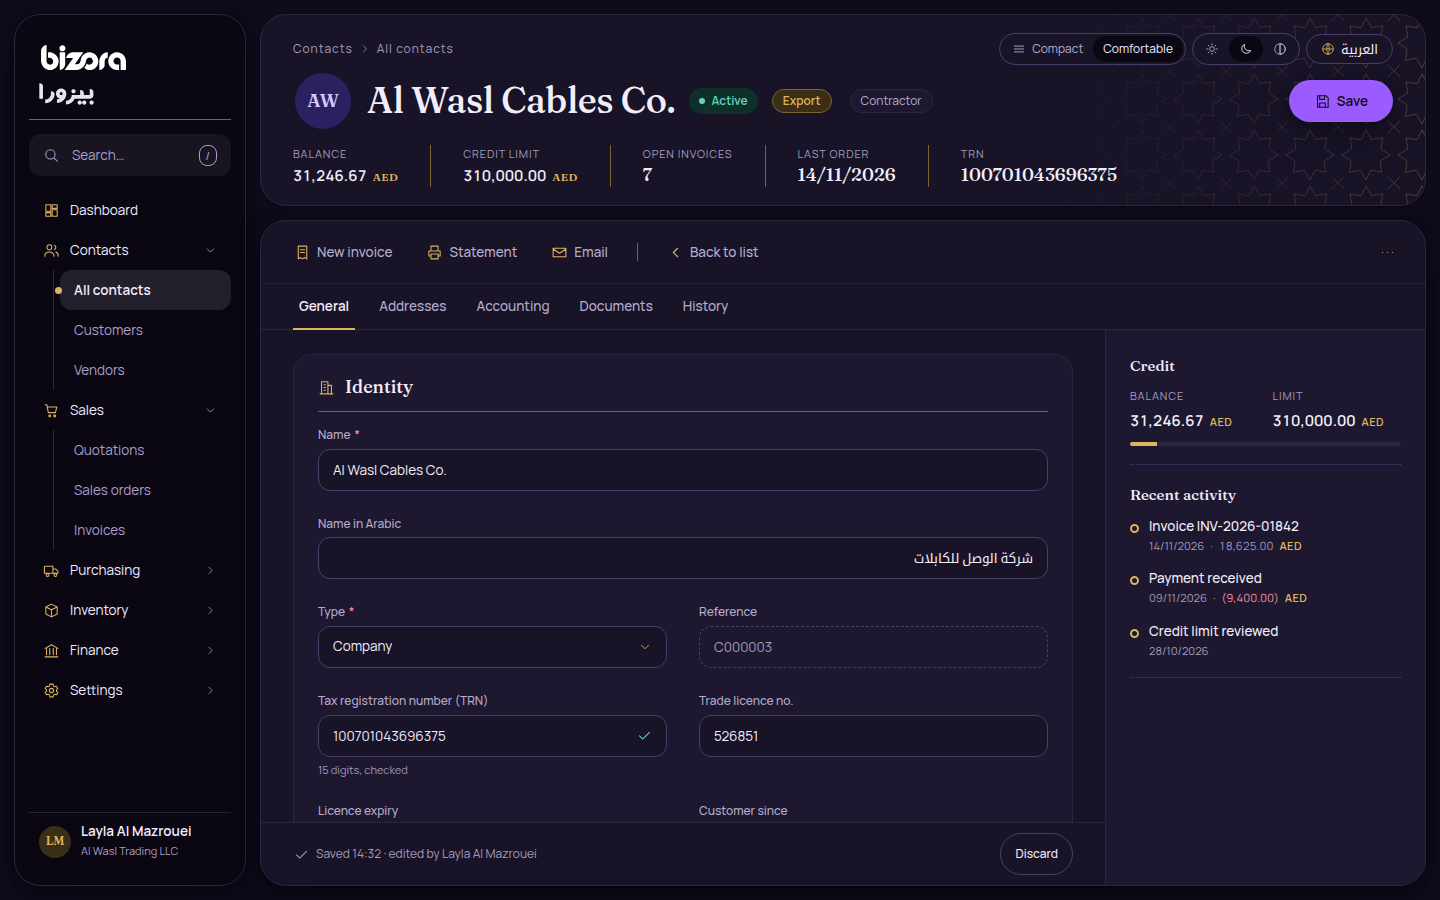 bizora
بيزورا
Search...
/
Dashboard
Contacts
All contacts
Customers
Vendors
Sales
Quotations
Sales orders
Invoices
Purchasing
Inventory
Finance
Settings
LM
Layla Al Mazrouei
Al Wasl Trading LLC
Contacts > All contacts
Compact
Comfortable
العربية
AW
Al Wasl Cables Co.
Active
Export
Contractor
Save
BALANCE
31,246.67 AED
CREDIT LIMIT
310,000.00 AED
OPEN INVOICES
7
LAST ORDER
14/11/2026
TRN
100701043696375
New invoice
Statement
Email
Back to list
...
General
Addresses
Accounting
Documents
History
Identity
Name *
Al Wasl Cables Co.
Name in Arabic
شركة الوصل للكابلات
Type *
Company
Reference
C000003
Tax registration number (TRN)
100701043696375
15 digits, checked
Trade licence no.
526851
Licence expiry
Customer since
Saved 14:32 · edited by Layla Al Mazrouei
Discard
Credit
BALANCE
31,246.67 AED
LIMIT
310,000.00 AED
Recent activity
Invoice INV-2026-01842
14/11/2026 · 18,625.00 AED
Payment received
09/11/2026 · (9,400.00) AED
Credit limit reviewed
28/10/2026